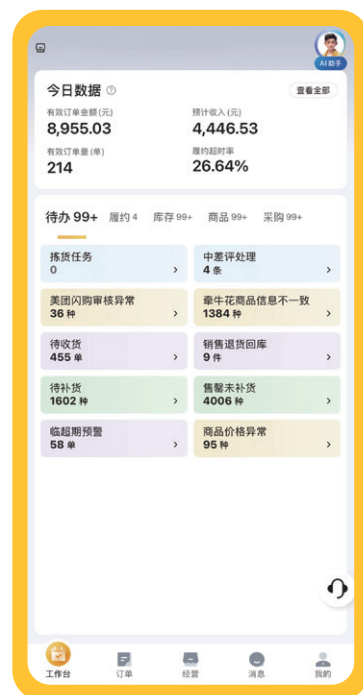 AI助手
今日数据
查看全部
有效订单金额(元)
预计收入(元)
8,955.03
4,446.53
有效订单量(单)
履约超时率
214
26.64%
待办 99+ 履约 4 库存 99+ 商品 99+ 采购 99+
拣货任务
0
中差评处理
4 条
美团闪购审核异常
36 种
牵牛花商品信息不一致
1384 种
待收货
455 单
销售退货回库
9 件
待补货
1602 种
售罄未补货
4006 种
临超期预警
58 单
商品价格异常
95 种
工作台 订单 经营 消息 我的